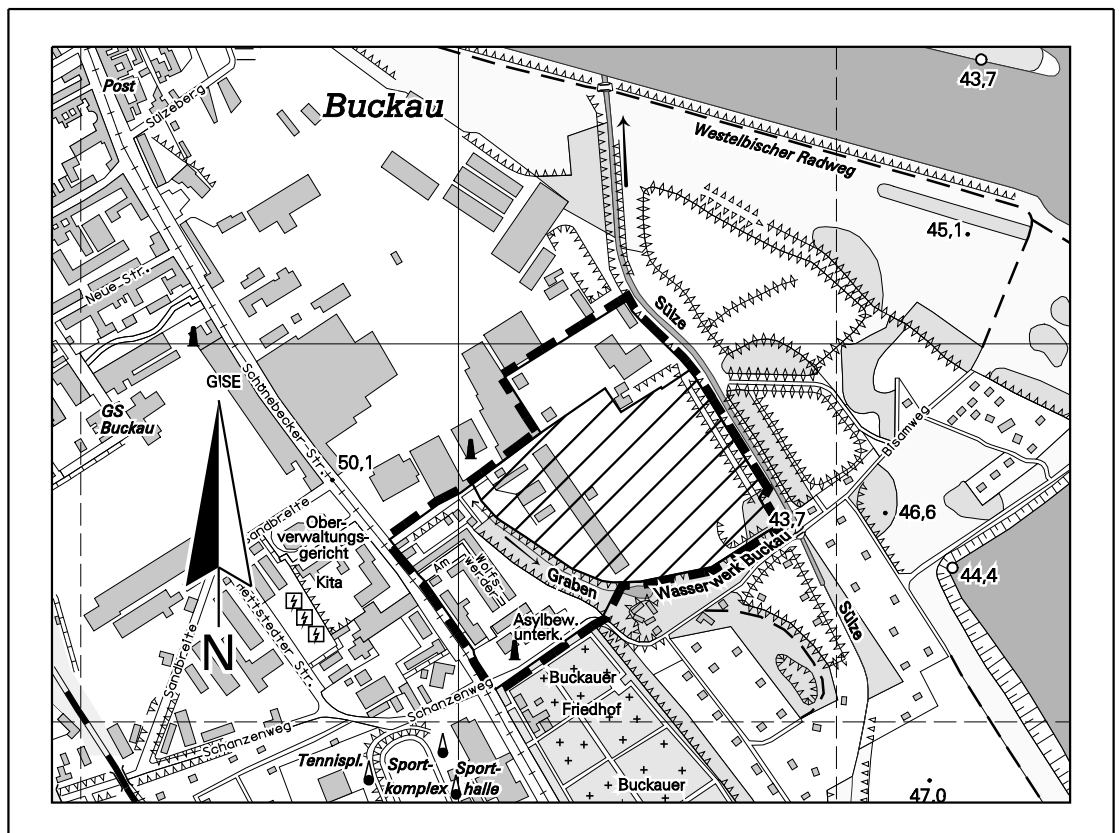 Post
Sülzeberg
Buckau
43,7
Westelbischer Radweg
45,1
Neue Str.
Sülze
GISE
GS
Buckau
Schönebecker Str.
50,1
Bisamweg
46,6
43,7
Sandbreite
Ober-
verwaltungs-
gericht
Kita
Am
Wolfs-
werder
Graben
Wasserwerk Buckau
44,4
Asylbew.
unterk.
Sülze
N
Sandbreite
Hettstedter Str.
Schanzenweg
Schanzenweg
Buckauer
Friedhof
Tennispl.
Sport-
komplex
Sport-
halle
Buckauer
47,0